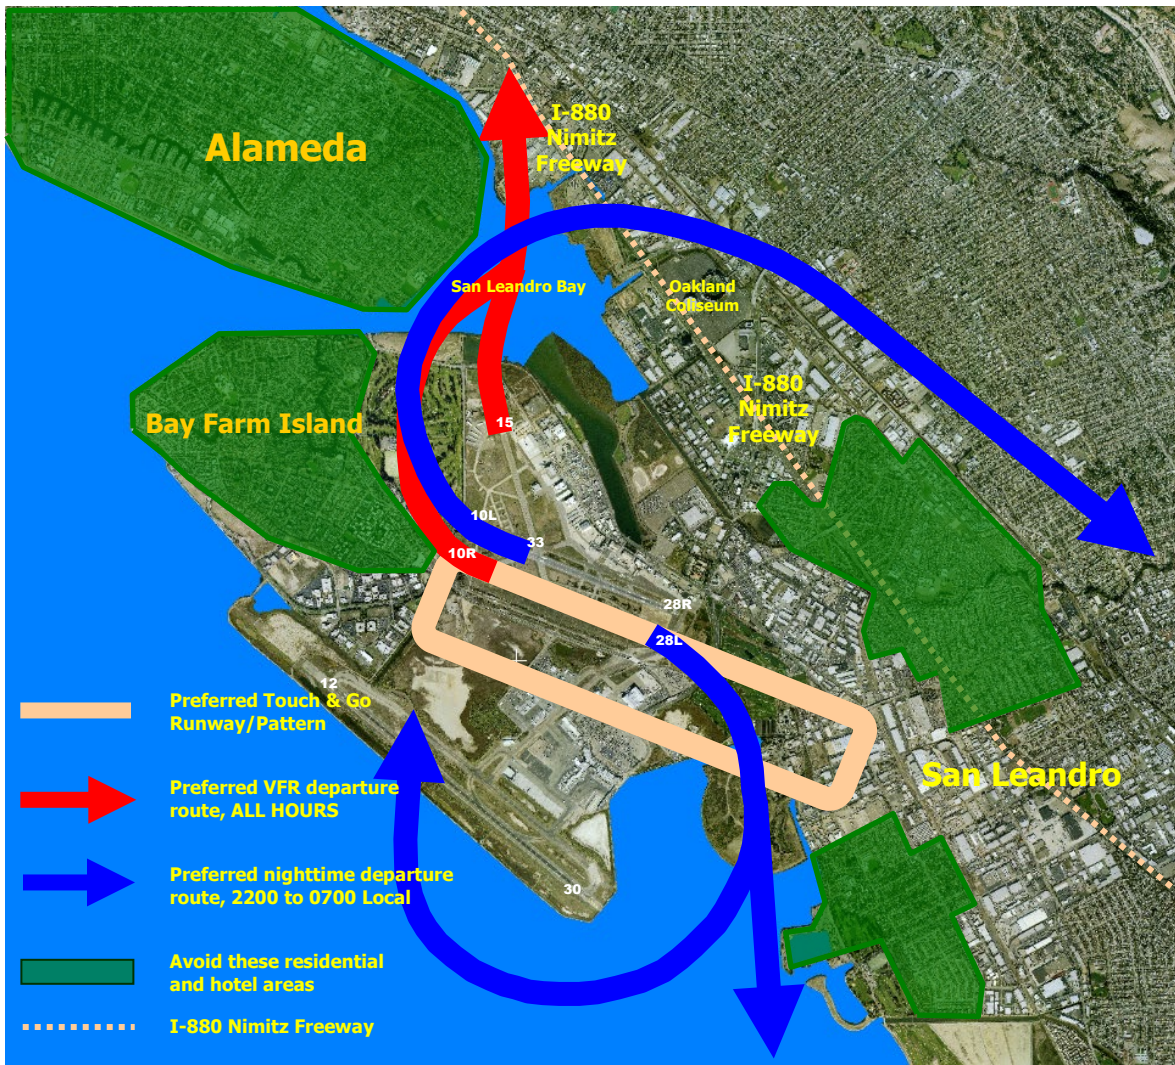 I-880
Nimitz
Freeway
Alameda
San Leandro Bay
Oakland
Coliseum
I-880
Nimitz
Freeway
Bay Farm Island
15
10L
33
10R
28R
28L
12
Preferred Touch & Go
Runway/Pattern
San Leandro
Preferred VFR departure
route, ALL HOURS
Preferred nighttime departure
route, 2200 to 0700 Local
30
Avoid these residential
and hotel areas
I-880 Nimitz Freeway